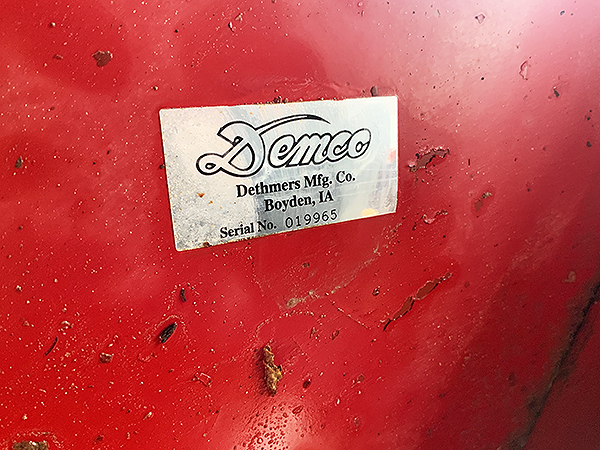 Demco
Dethmers Mfg. Co.
Boyden, IA
Serial No. 019965